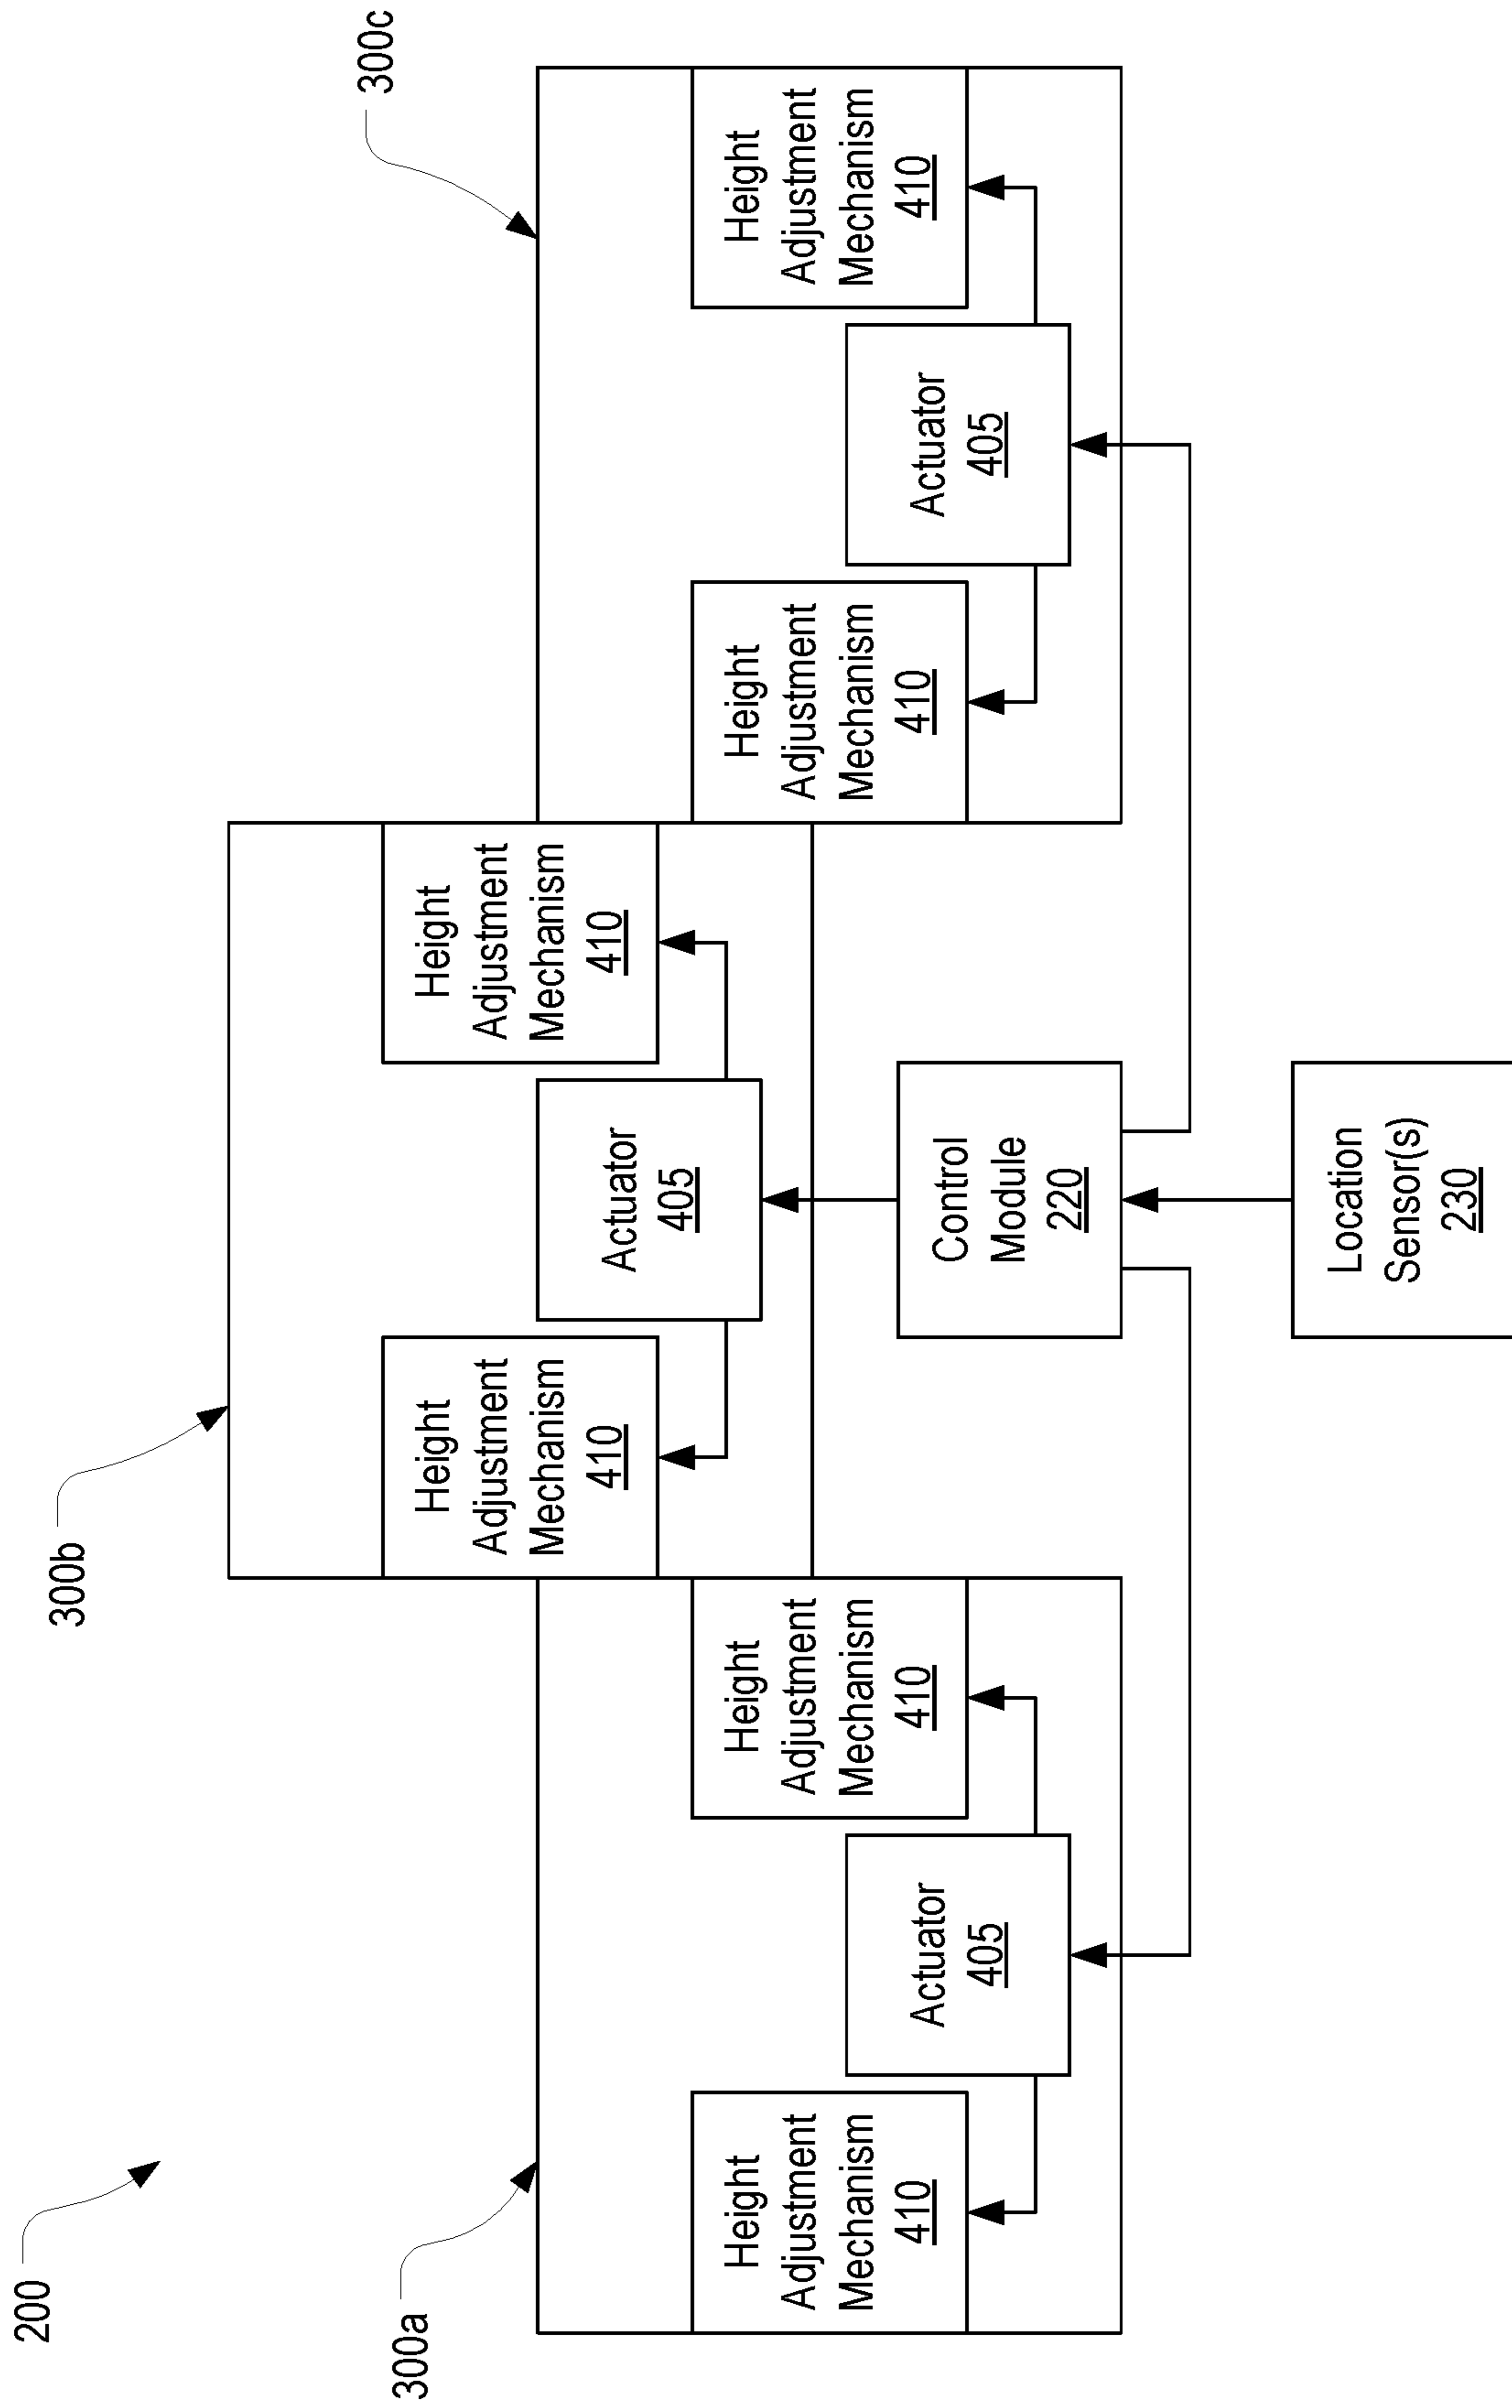 200
300a
300b
300c
Height
Adjustment
Mechanism
410
Height
Adjustment
Mechanism
410
Actuator
405
Height
Adjustment
Mechanism
410
Height
Adjustment
Mechanism
410
Actuator
405
Height
Adjustment
Mechanism
410
Height
Adjustment
Mechanism
410
Actuator
405
Control
Module
220
Location
Sensor(s)
230